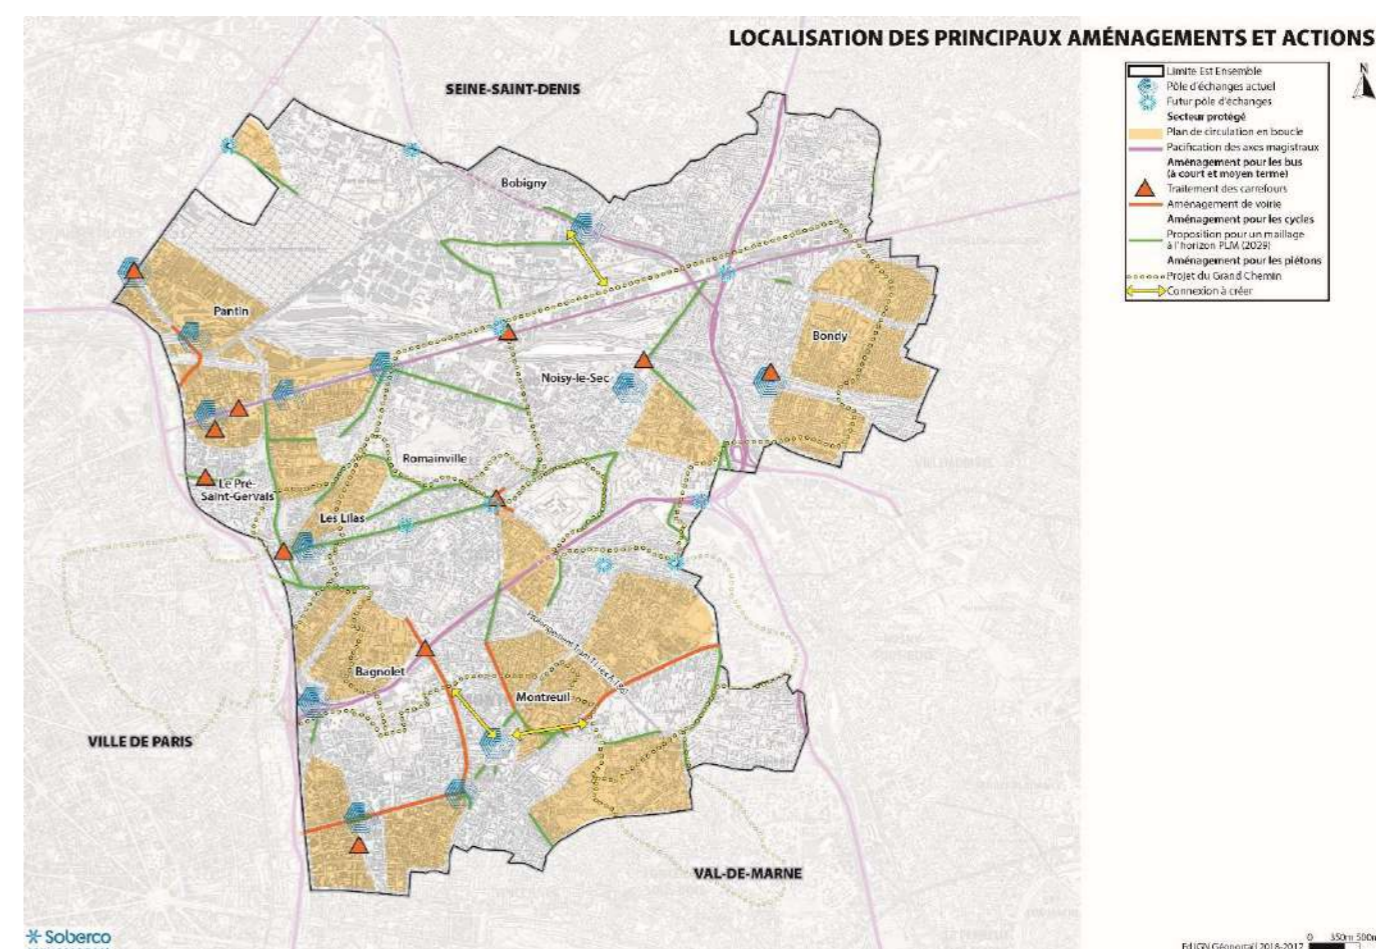 LOCALISATION DES PRINCIPAUX AMÉNAGEMENTS ET ACTIONS
Limite Est Ensemble
Pôle d'échanges actuel
Futur pôle d'échanges
Secteur protégé
Plan de circulation en boucle
Pacification des axes magistraux
Aménagement pour les bus
(à court et moyen terme)
Traitement des carrefours
Aménagement de voirie
Aménagement pour les cycles
Proposition pour un maillage
à l'horizon PLM (2029)
Aménagement pour les piétons
Projet du Grand Chemin
Connexion à créer
N
SEINE-SAINT-DENIS
Bobigny
Pantin
Bondy
Noisy-le-Sec
Romainville
Le Pré-
Saint-Gervais
Les Lilas
Bagnolet
Montreuil
VILLE DE PARIS
VAL-DE-MARNE
Soberco
0 350m 500m